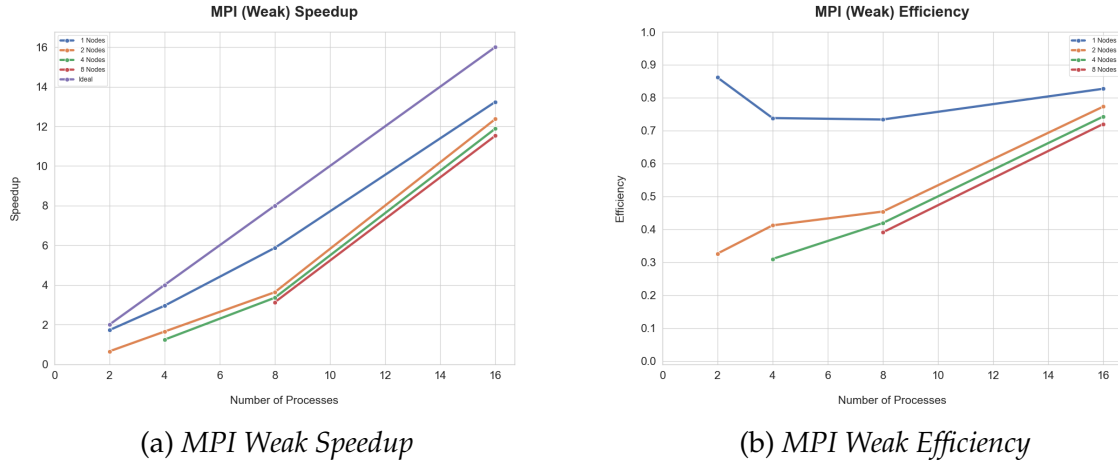 MPI (Weak) Speedup
1 Nodes
2 Nodes
4 Nodes
8 Nodes
Ideal
Speedup
16
14
12
10
8
6
4
2
0
0 2 4 6 8 10 12 14 16
Number of Processes
(a) MPI Weak Speedup
MPI (Weak) Efficiency
1 Nodes
2 Nodes
4 Nodes
8 Nodes
Efficiency
1.0
0.9
0.8
0.7
0.6
0.5
0.4
0.3
0.2
0.1
0.0
0 2 4 6 8 10 12 14 16
Number of Processes
(b) MPI Weak Efficiency